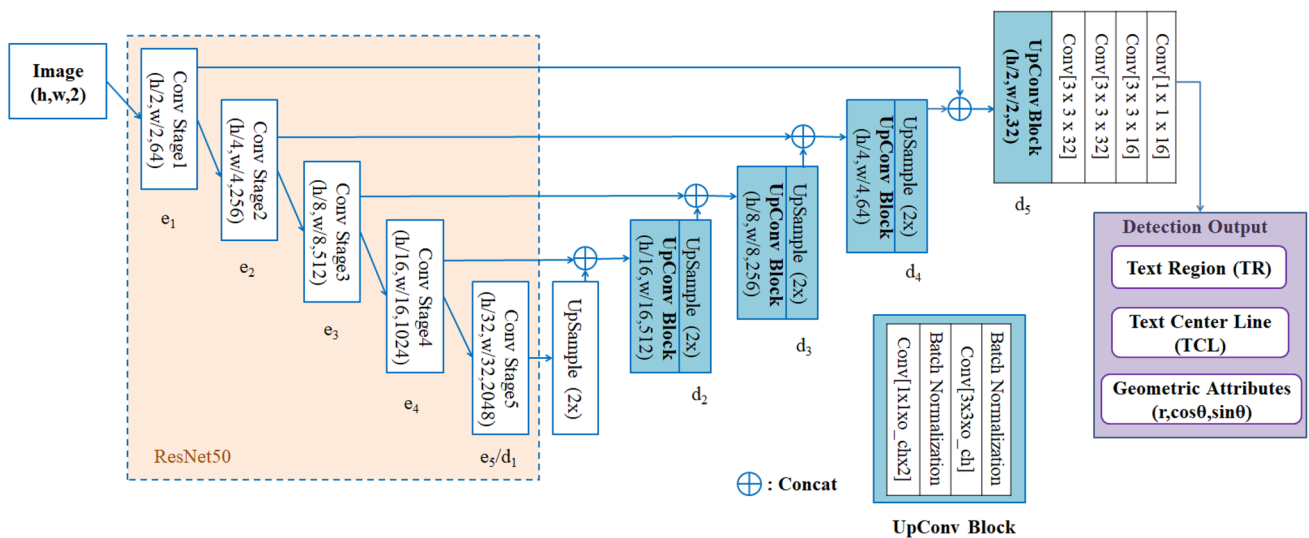 Image
(h,w,2)
Conv Stage1
(h/2,w/2,64)
e1
Conv Stage2
(h/4,w/4,256)
e2
Conv Stage3
(h/8,w/8,512)
e3
Conv Stage4
(h/16,w/16,1024)
e4
Conv Stage5
(h/32,w/32,2048)
e5/d1
ResNet50
UpSample (2x)
UpSample (2x)
UpConv Block
(h/16,w/16,512)
d2
UpSample (2x)
UpConv Block
(h/8,w/8,256)
d3
UpSample (2x)
UpConv Block
(h/4,w/4,64)
d4
UpConv Block
(h/2,w/2,32)
Conv[3 x 3 x 32]
Conv[3 x 3 x 32]
Conv[3 x 3 x 16]
Conv[1 x 1 x 16]
d5
Detection Output
Text Region (TR)
Text Center Line
(TCL)
Geometric Attributes
(r,cosθ,sinθ)
: Concat
Batch Normalization
Conv[3x3xo_ch]
Batch Normalization
Conv[1x1xo_chx2]
UpConv Block